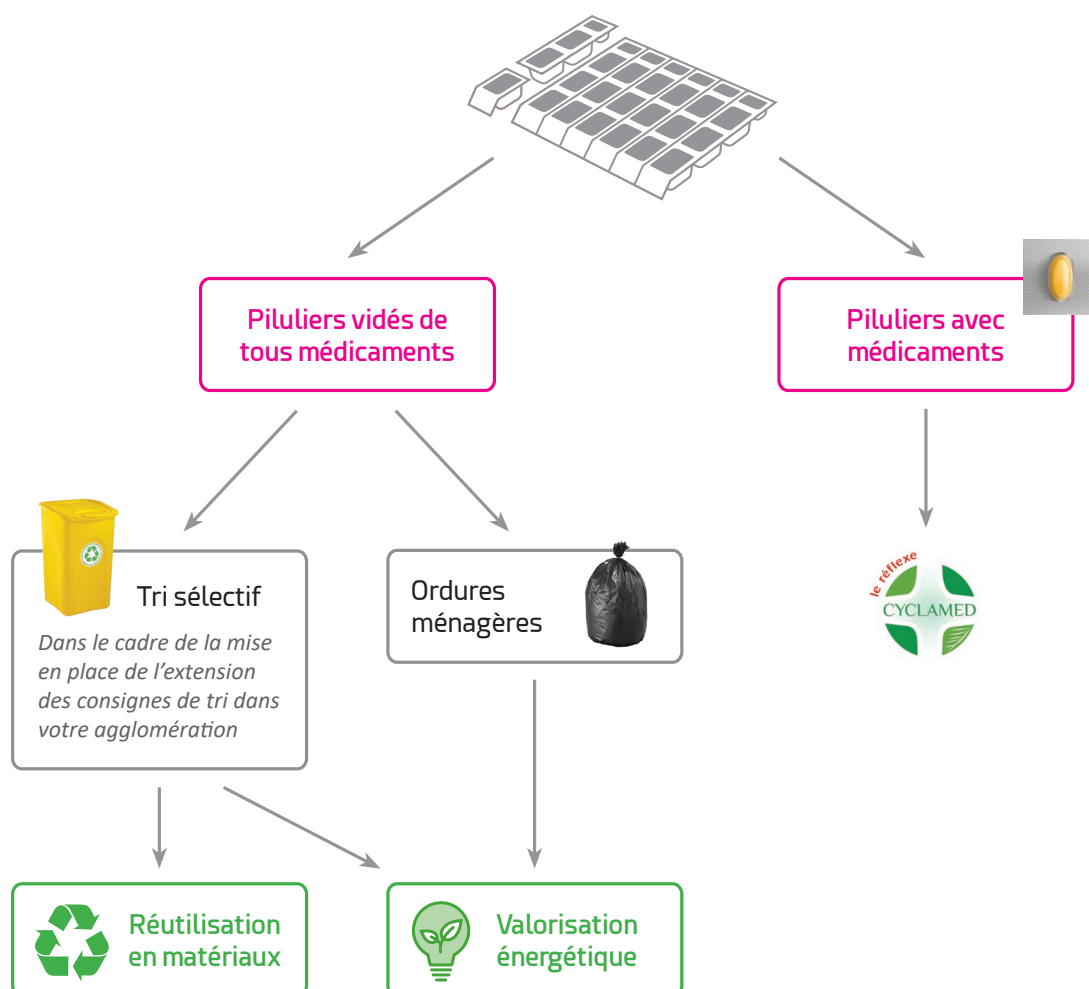 Piluliers vidés de
tous médicaments
Piluliers avec
médicaments
Tri sélectif
Dans le cadre de la mise
en place de l’extension
des consignes de tri dans
votre agglomération
Ordures
ménagères
le réflexe
CYCLAMED
Réutilisation
en matériaux
Valorisation
énergétique